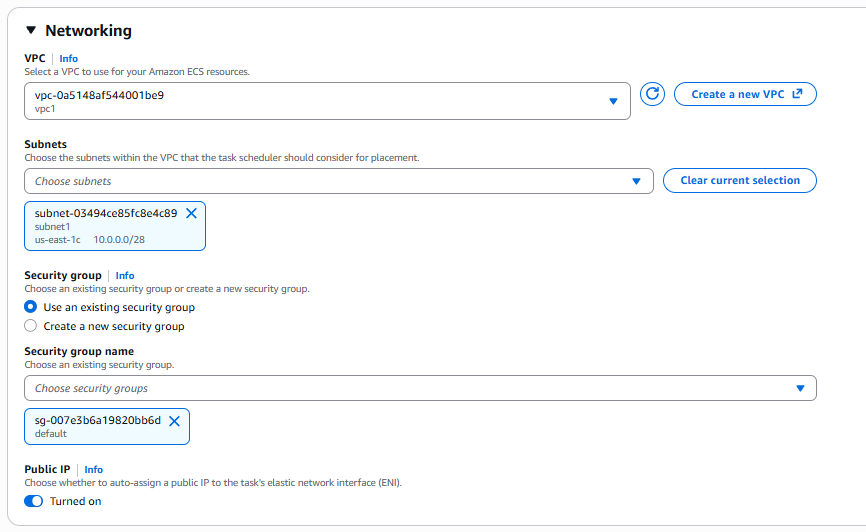 Networking
VPC Info
Select a VPC to use for your Amazon ECS resources.
vpc-0a5148af544001be9
vpc1
Create a new VPC
Subnets
Choose the subnets within the VPC that the task scheduler should consider for placement.
Choose subnets
Clear current selection
subnet-03494ce85fc8e4c89
subnet1
us-east-1c 10.0.0.0/28
Security group Info
Choose an existing security group or create a new security group.
Use an existing security group
Create a new security group
Security group name
Choose an existing security group.
Choose security groups
sg-007e3b6a19820bb6d
default
Public IP Info
Choose whether to auto-assign a public IP to the task's elastic network interface (ENI).
Turned on